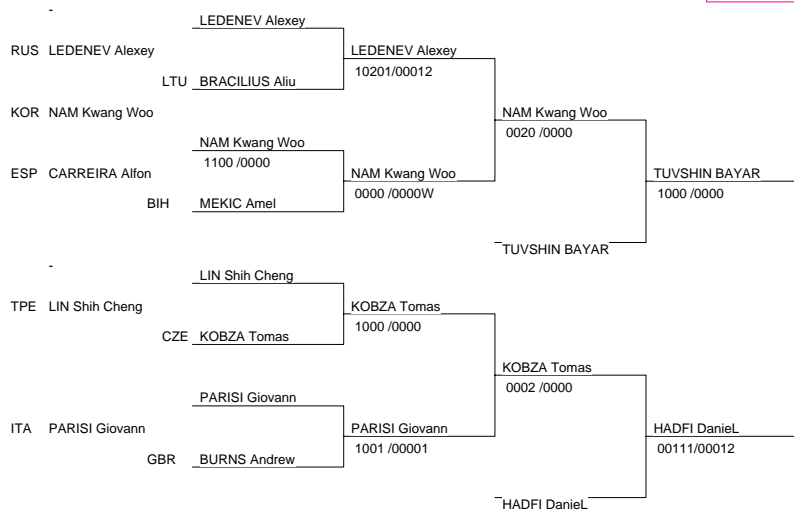 -
LEDENEV Alexey
RUS LEDENEV Alexey
LEDENEV Alexey
10201/00012
LTU BRACILIUS Aliu
KOR NAM Kwang Woo
NAM Kwang Woo
0020 /0000
NAM Kwang Woo
1100 /0000
ESP CARREIRA Alfon
NAM Kwang Woo
0000 /0000W
TUVSHIN BAYAR
1000 /0000
BIH MEKIC Amel
TUVSHIN BAYAR
-
LIN Shih Cheng
TPE LIN Shih Cheng
KOBZA Tomas
1000 /0000
CZE KOBZA Tomas
KOBZA Tomas
0002 /0000
PARISI Giovann
ITA PARISI Giovann
PARISI Giovann
1001 /00001
HADFI DanieL
00111/00012
GBR BURNS Andrew
HADFI DanieL